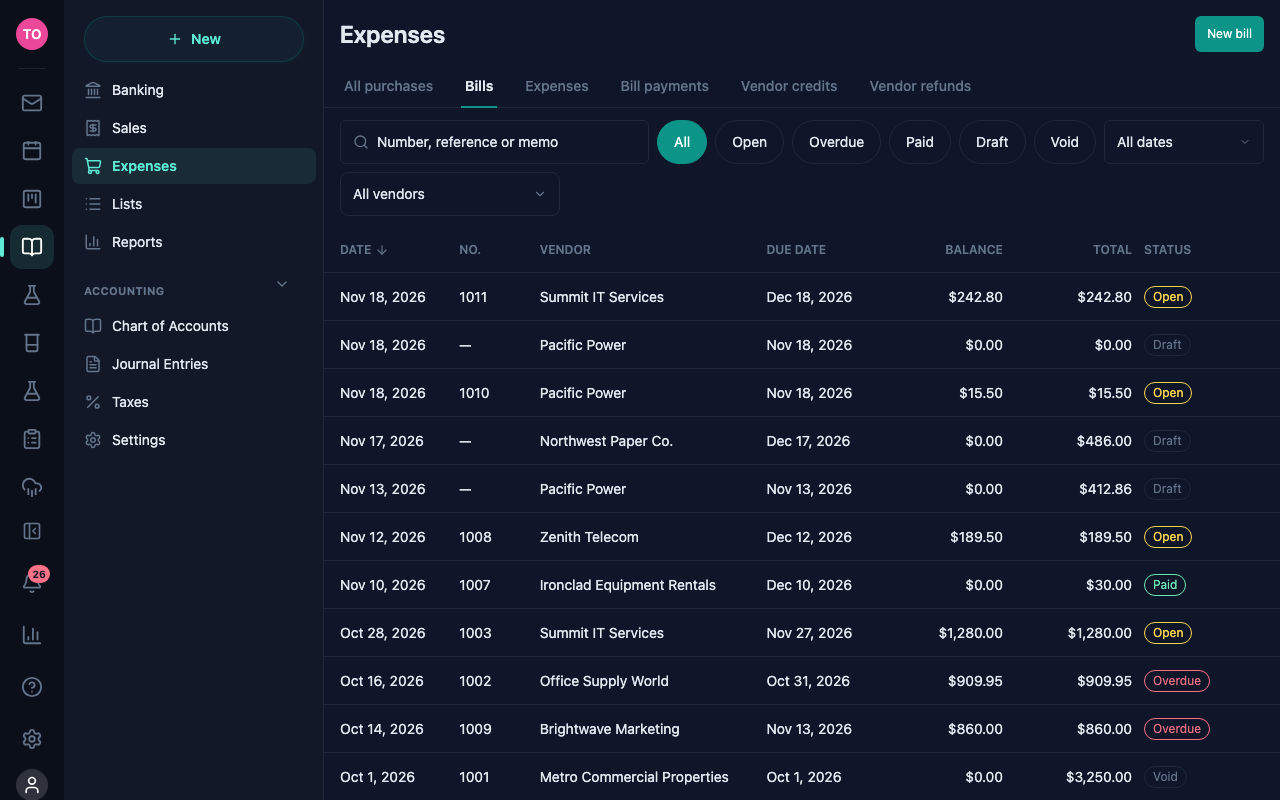 TO
New
Banking
Sales
Expenses
Lists
Reports
ACCOUNTING
Chart of Accounts
Journal Entries
Taxes
Settings
26
Expenses
New bill
All purchases Bills Expenses Bill payments Vendor credits Vendor refunds
Number, reference or memo All Open Overdue Paid Draft Void All dates
All vendors
DATE NO. VENDOR DUE DATE BALANCE TOTAL STATUS
Nov 18, 2026 1011 Summit IT Services Dec 18, 2026 $242.80 $242.80 Open
Nov 18, 2026 — Pacific Power Nov 18, 2026 $0.00 $0.00 Draft
Nov 18, 2026 1010 Pacific Power Nov 18, 2026 $15.50 $15.50 Open
Nov 17, 2026 — Northwest Paper Co. Dec 17, 2026 $0.00 $486.00 Draft
Nov 13, 2026 — Pacific Power Nov 13, 2026 $0.00 $412.86 Draft
Nov 12, 2026 1008 Zenith Telecom Dec 12, 2026 $189.50 $189.50 Open
Nov 10, 2026 1007 Ironclad Equipment Rentals Dec 10, 2026 $0.00 $30.00 Paid
Oct 28, 2026 1003 Summit IT Services Nov 27, 2026 $1,280.00 $1,280.00 Open
Oct 16, 2026 1002 Office Supply World Oct 31, 2026 $909.95 $909.95 Overdue
Oct 14, 2026 1009 Brightwave Marketing Nov 13, 2026 $860.00 $860.00 Overdue
Oct 1, 2026 1001 Metro Commercial Properties Oct 1, 2026 $0.00 $3,250.00 Void